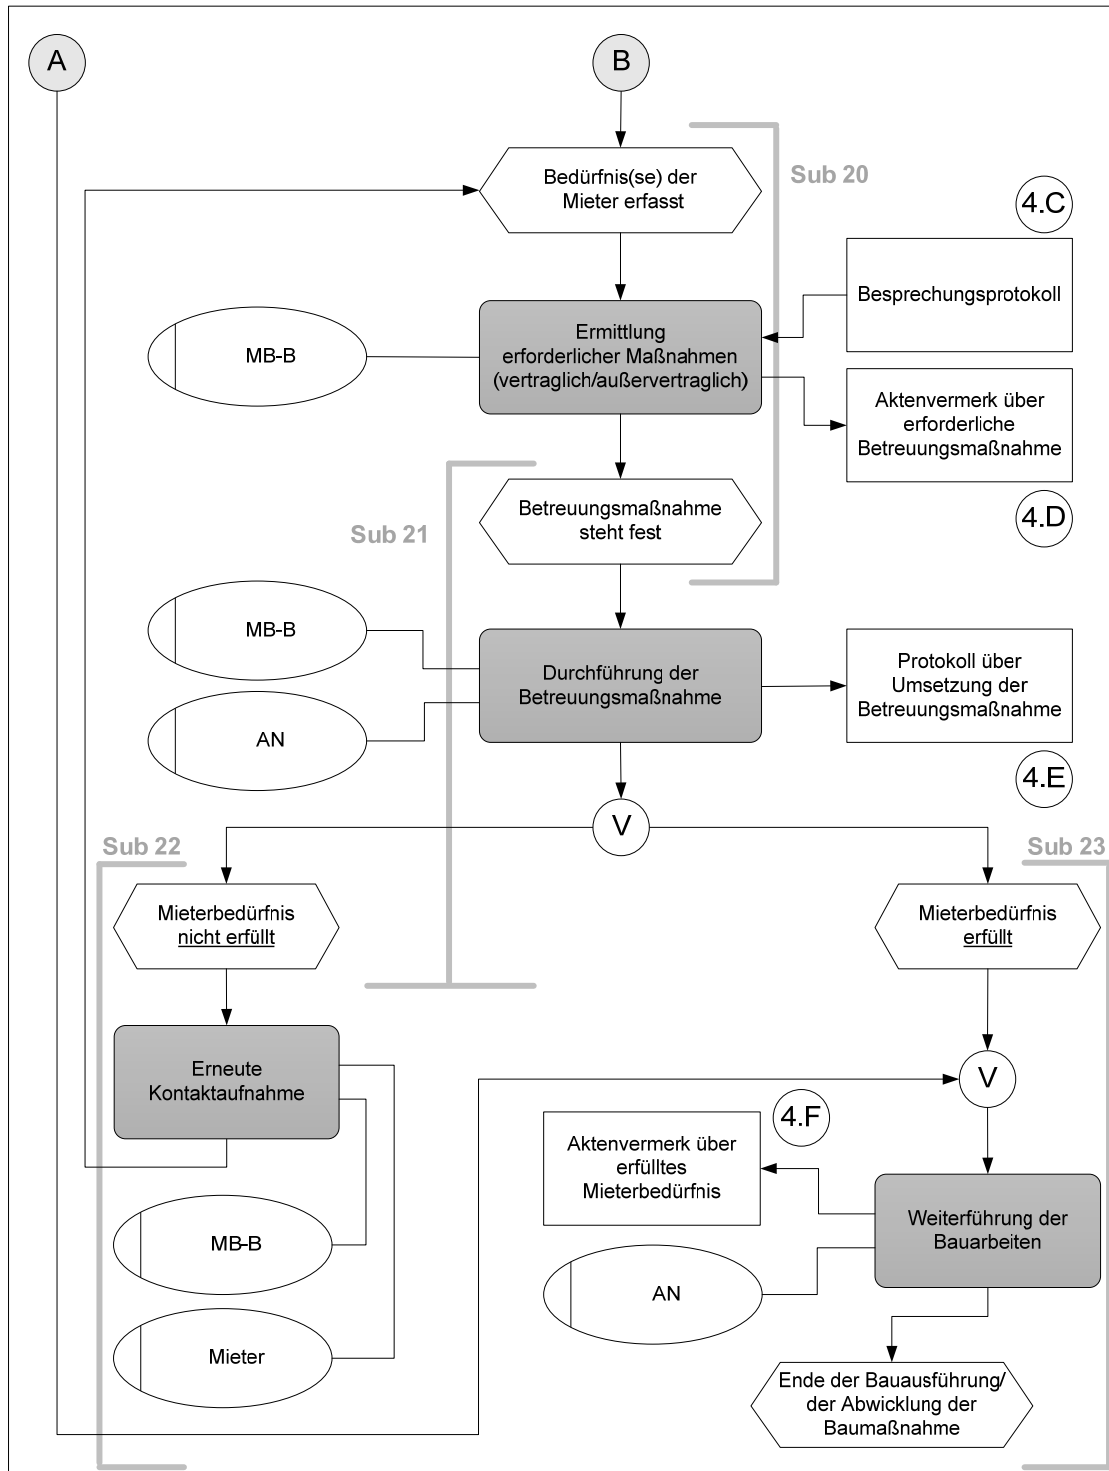 A
B
Bedürfnis(se) der
Mieter erfasst
Sub 20
4.C
Besprechungsprotokoll
MB-B
Ermittlung
erforderlicher Maßnahmen
(vertraglich/außervertraglich)
Aktenvermerk über
erforderliche
Betreuungsmaßnahme
4.D
Sub 21
Betreuungsmaßnahme
steht fest
MB-B
AN
Durchführung der
Betreuungsmaßnahme
Protokoll über
Umsetzung der
Betreuungsmaßnahme
4.E
V
Sub 22
Sub 23
Mieterbedürfnis
nicht erfüllt
Mieterbedürfnis
erfüllt
Erneute
Kontaktaufnahme
V
4.F
Aktenvermerk über
erfülltes
Mieterbedürfnis
Weiterführung der
Bauarbeiten
MB-B
AN
Mieter
Ende der Bauausführung/
der Abwicklung der
Baumaßnahme